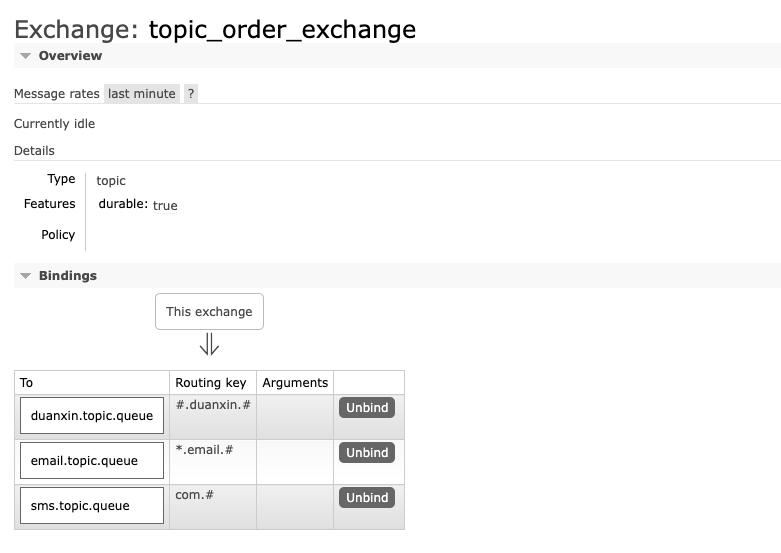 Exchange: topic_order_exchange
Overview
Message rates last minute ?
Currently idle
Details
Type topic
Features durable: true
Policy
Bindings
This exchange
To Routing key Arguments
duanxin.topic.queue #.duanxin.# Unbind
email.topic.queue *.email.# Unbind
sms.topic.queue com.# Unbind